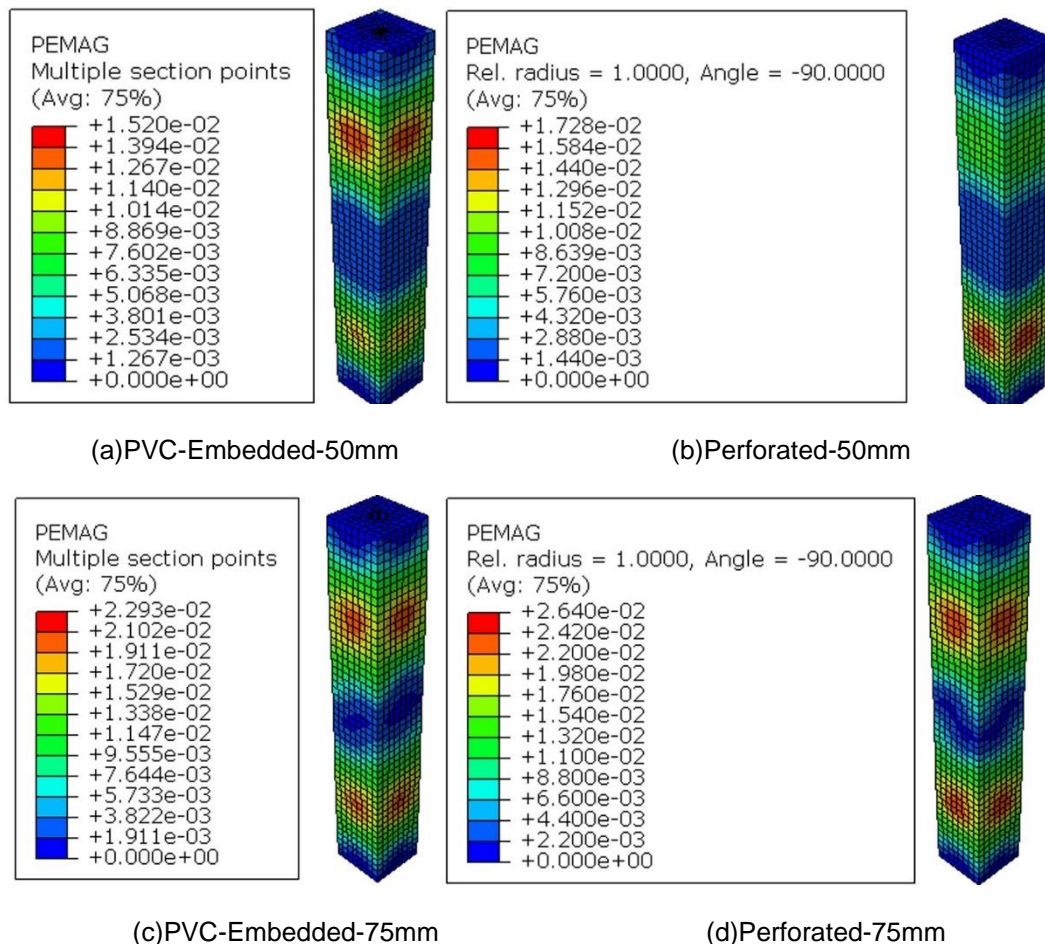 PEMAG
Multiple section points
(Avg: 75%)
+1.520e-02
+1.394e-02
+1.267e-02
+1.140e-02
+1.014e-02
+8.869e-03
+7.602e-03
+6.335e-03
+5.068e-03
+3.801e-03
+2.534e-03
+1.267e-03
+0.000e+00
PEMAG
Rel. radius = 1.0000, Angle = -90.0000
(Avg: 75%)
+1.728e-02
+1.584e-02
+1.440e-02
+1.296e-02
+1.152e-02
+1.008e-02
+8.639e-03
+7.200e-03
+5.760e-03
+4.320e-03
+2.880e-03
+1.440e-03
+0.000e+00
(a)PVC-Embedded-50mm
(b)Perforated-50mm
PEMAG
Multiple section points
(Avg: 75%)
+2.293e-02
+2.102e-02
+1.911e-02
+1.720e-02
+1.529e-02
+1.338e-02
+1.147e-02
+9.555e-03
+7.644e-03
+5.733e-03
+3.822e-03
+1.911e-03
+0.000e+00
PEMAG
Rel. radius = 1.0000, Angle = -90.0000
(Avg: 75%)
+2.640e-02
+2.420e-02
+2.200e-02
+1.980e-02
+1.760e-02
+1.540e-02
+1.320e-02
+1.100e-02
+8.800e-03
+6.600e-03
+4.400e-03
+2.200e-03
+0.000e+00
(c)PVC-Embedded-75mm
(d)Perforated-75mm